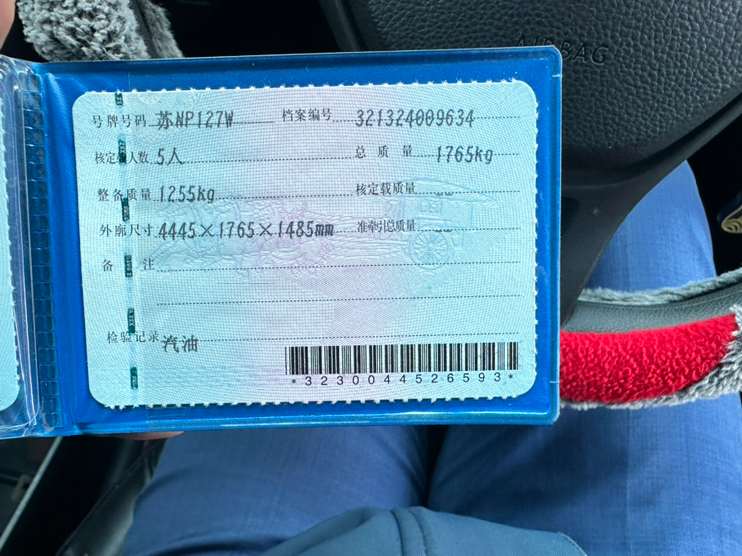 AIRBAG
号牌号码 苏NP127W 档案编号 321324009634
核定载人数 5人 总质量 1765kg
整备质量 1255kg 核定载质量 --
外廓尺寸 4445×1765×1485mm 准牵引总质量 --
备注
检验记录 汽油
*3230044526593*